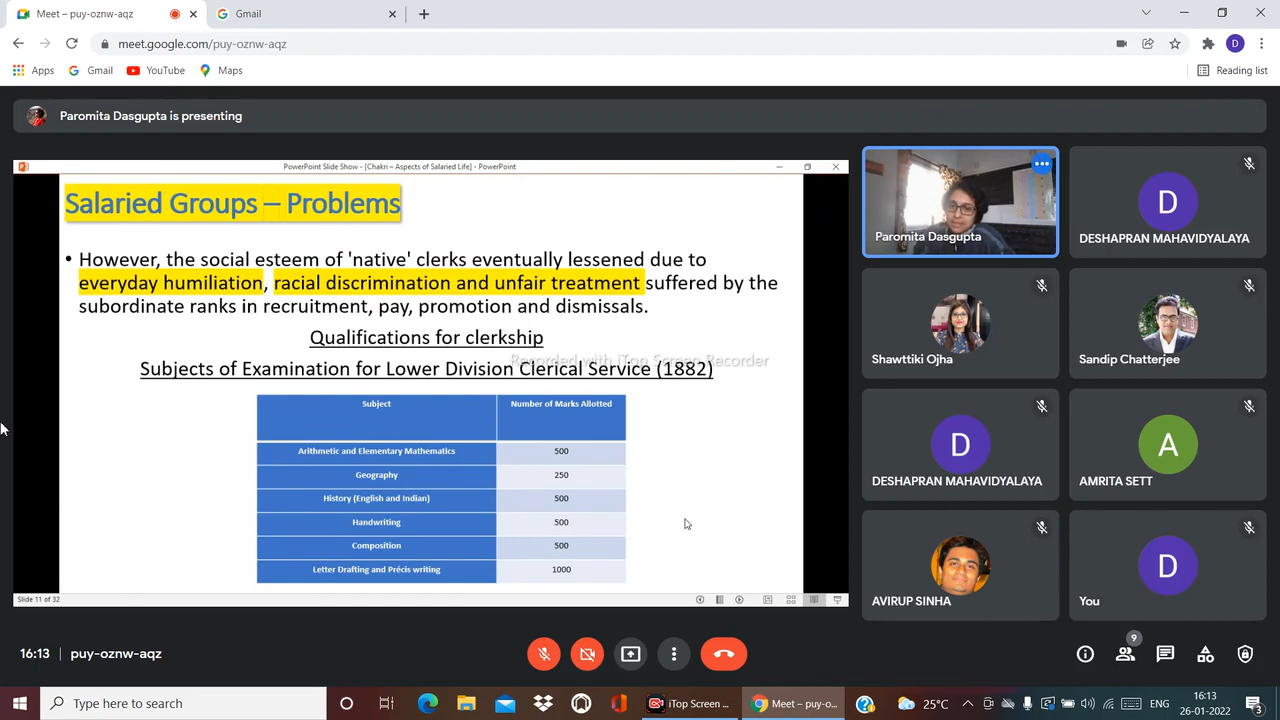 Meet – puy-oznw-aqz
Gmail
meet.google.com/puy-oznw-aqz
D
Apps
Gmail
YouTube
Maps
Reading list
Paromita Dasgupta is presenting
PowerPoint Slide Show - [Chakri – Aspects of Salaried Life] - PowerPoint
Salaried Groups – Problems
• However, the social esteem of 'native' clerks eventually lessened due to
everyday humiliation, racial discrimination and unfair treatment suffered by the
subordinate ranks in recruitment, pay, promotion and dismissals.
Qualifications for clerkship
Recorded with iTop Screen Recorder
Subjects of Examination for Lower Division Clerical Service (1882)
Subject Number of Marks Allotted
Arithmetic and Elementary Mathematics 500
Geography 250
History (English and Indian) 500
Handwriting 500
Composition 500
Letter Drafting and Précis writing 1000
Slide 11 of 32
Paromita Dasgupta
D
DESHAPRAN MAHAVIDYALAYA
Shawttiki Ojha
Sandip Chatterjee
D
DESHAPRAN MAHAVIDYALAYA
A
AMRITA SETT
AVIRUP SINHA
D
You
16:13 | puy-oznw-aqz
9
Type here to search
iTop Screen ...
Meet – puy-o...
25°C
ENG
16:13
26-01-2022
3